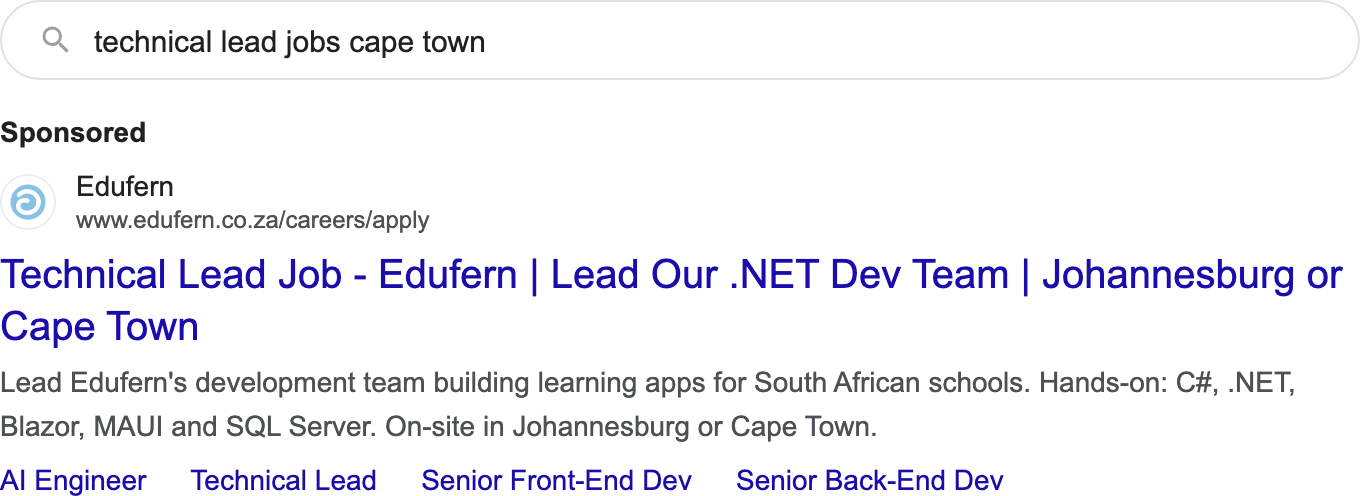 technical lead jobs cape town
Sponsored
Edufern
www.edufern.co.za/careers/apply
Technical Lead Job - Edufern | Lead Our .NET Dev Team | Johannesburg or
Cape Town
Lead Edufern's development team building learning apps for South African schools. Hands-on: C#, .NET,
Blazor, MAUI and SQL Server. On-site in Johannesburg or Cape Town.
AI Engineer Technical Lead Senior Front-End Dev Senior Back-End Dev